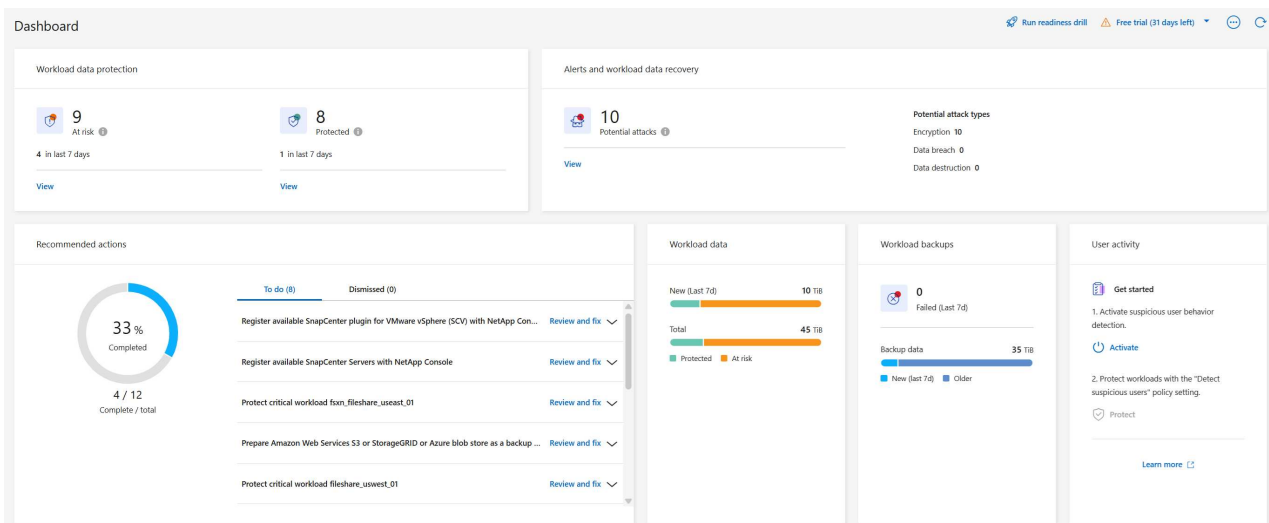 Dashboard
Run readiness drill
Free trial (31 days left)
Workload data protection
9
At risk
4 in last 7 days
View
8
Protected
1 in last 7 days
View
Alerts and workload data recovery
10
Potential attacks
View
Potential attack types
Encryption 10
Data breach 0
Data destruction 0
Recommended actions
33 %
Completed
4 / 12
Complete / total
To do (8)
Dismissed (0)
Register available SnapCenter plugin for VMware vSphere (SCV) with NetApp Con... Review and fix
Register available SnapCenter Servers with NetApp Console Review and fix
Protect critical workload fsxn_fileshare_useast_01 Review and fix
Prepare Amazon Web Services S3 or StorageGRID or Azure blob store as a backup ... Review and fix
Protect critical workload fileshare_uswest_01 Review and fix
Workload data
New (Last 7d) 10 TiB
Total 45 TiB
Protected At risk
Workload backups
0
Failed (Last 7d)
Backup data 35 TiB
New (last 7d) Older
User activity
Get started
1. Activate suspicious user behavior
detection.
Activate
2. Protect workloads with the "Detect
suspicious users" policy setting.
Protect
Learn more